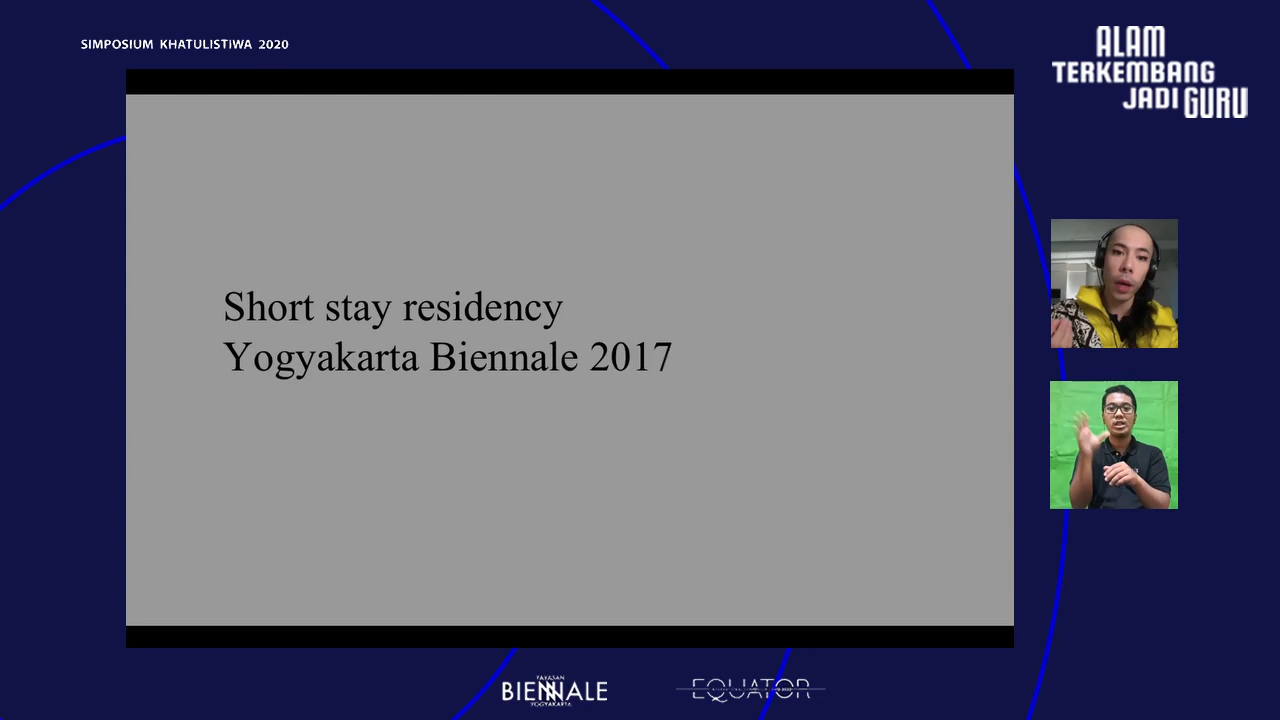 SIMPOSIUM KHATULISTIWA 2020
ALAM
TERKEMBANG
JADI GURU
Short stay residency
Yogyakarta Biennale 2017
YAYASAN
BIENNALE
YOGYAKARTA
EQUATOR